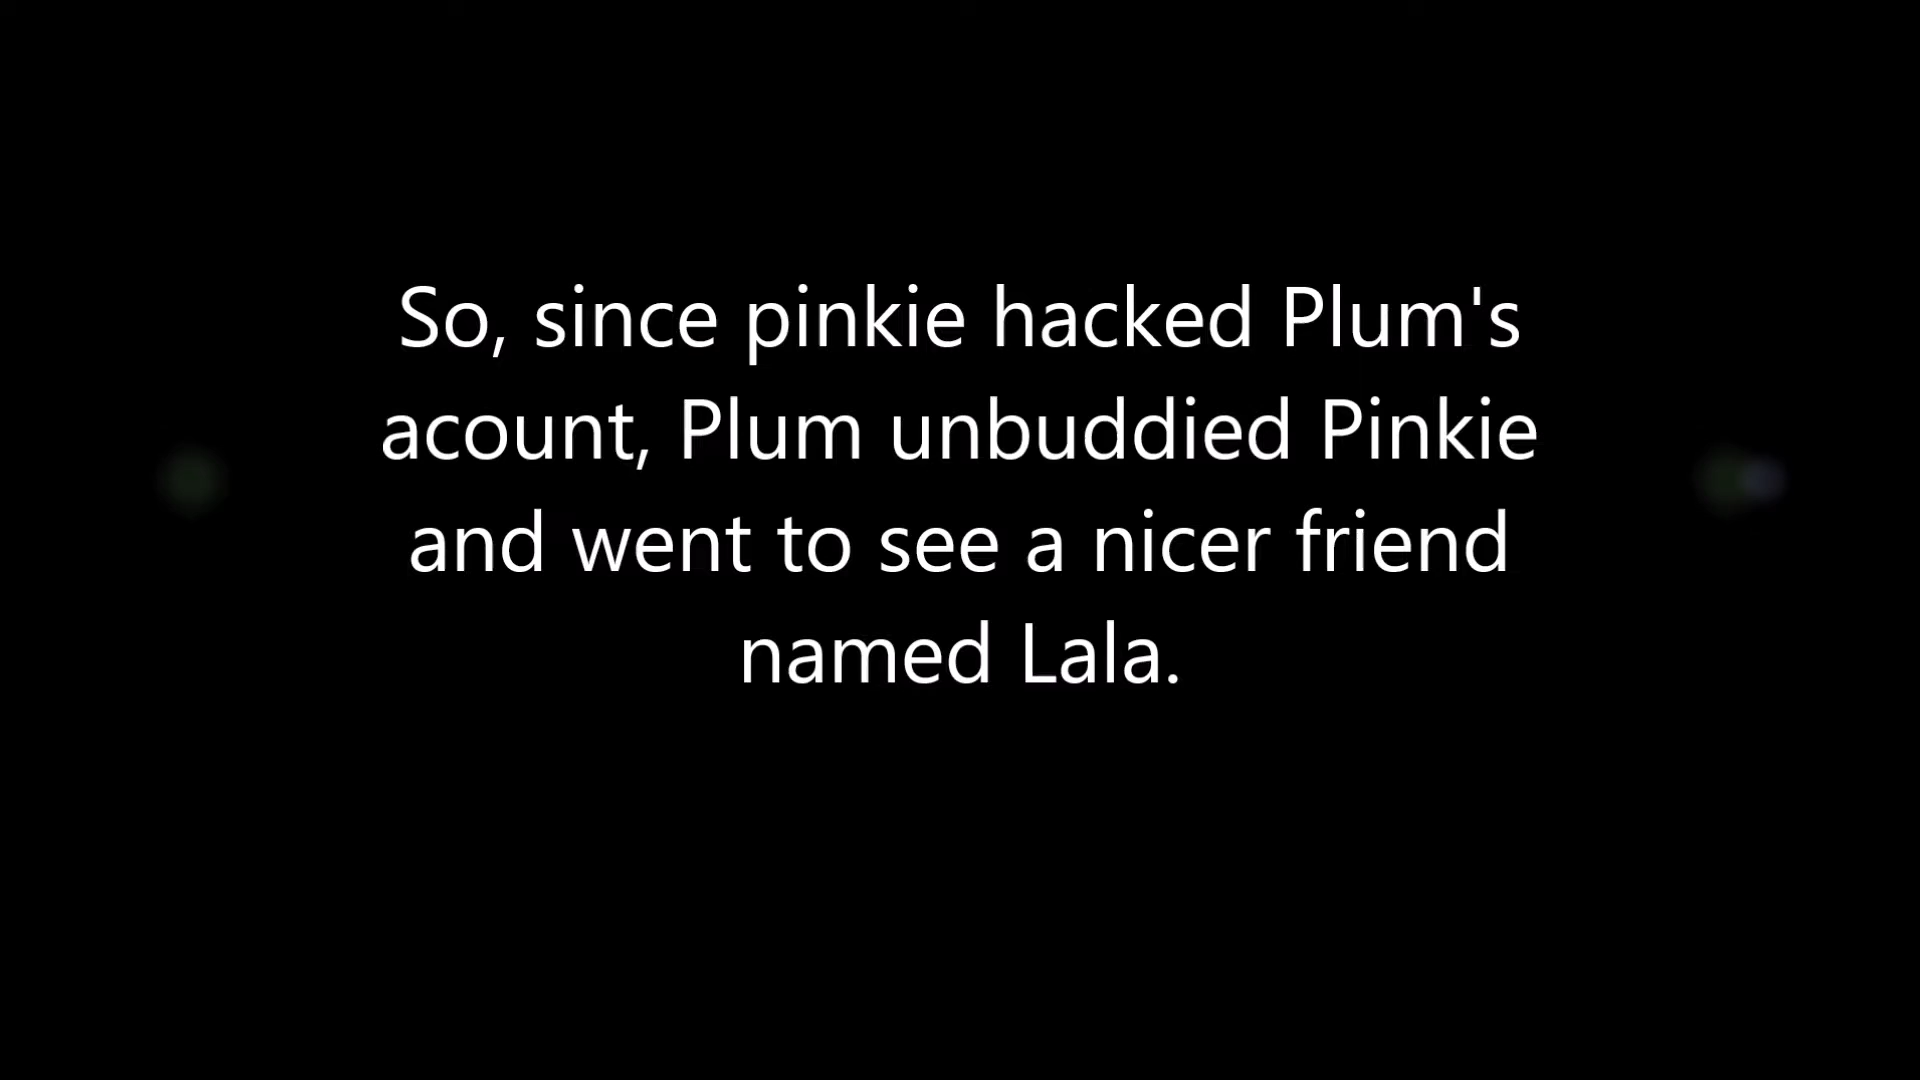 So, since pinkie hacked Plum's
acount, Plum unbuddied Pinkie
and went to see a nicer friend
named Lala.